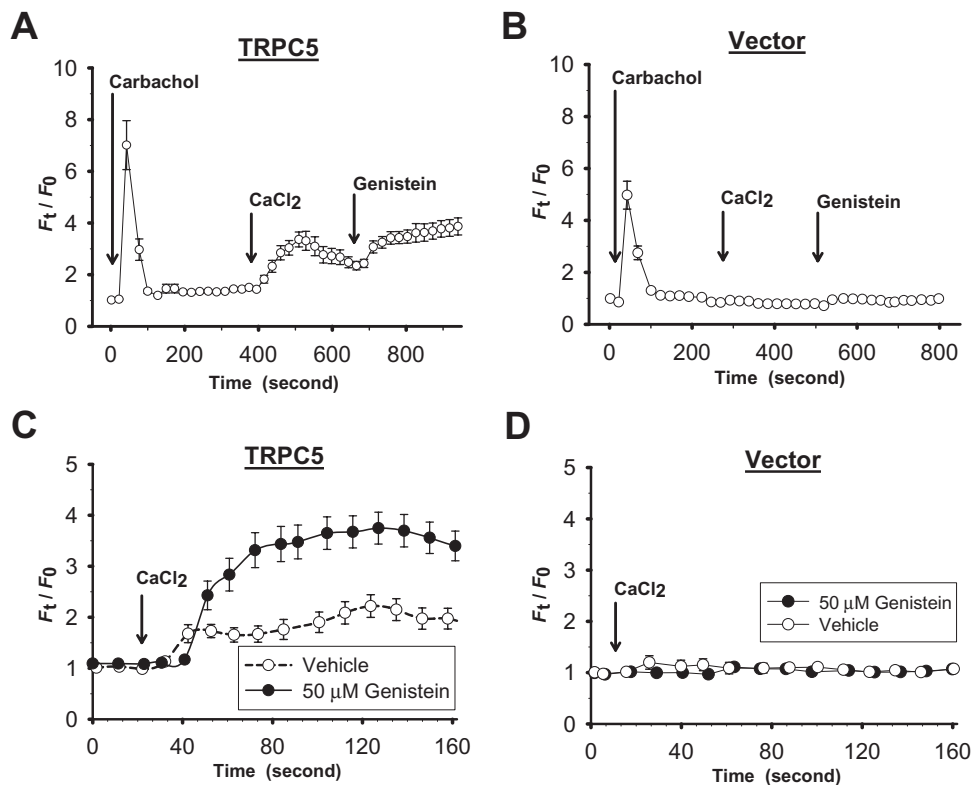 A
TRPC5
10
8
6
4
2
0
Ft / F0
Carbachol
CaCl2
Genistein
0 200 400 600 800
Time (second)
B
Vector
10
8
6
4
2
0
Ft / F0
Carbachol
CaCl2
Genistein
0 200 400 600 800
Time (second)
C
TRPC5
5
4
3
2
1
0
Ft / F0
CaCl2
Vehicle
50 μM Genistein
0 40 80 120 160
Time (second)
D
Vector
5
4
3
2
1
0
Ft / F0
CaCl2
50 μM Genistein
Vehicle
0 40 80 120 160
Time (second)